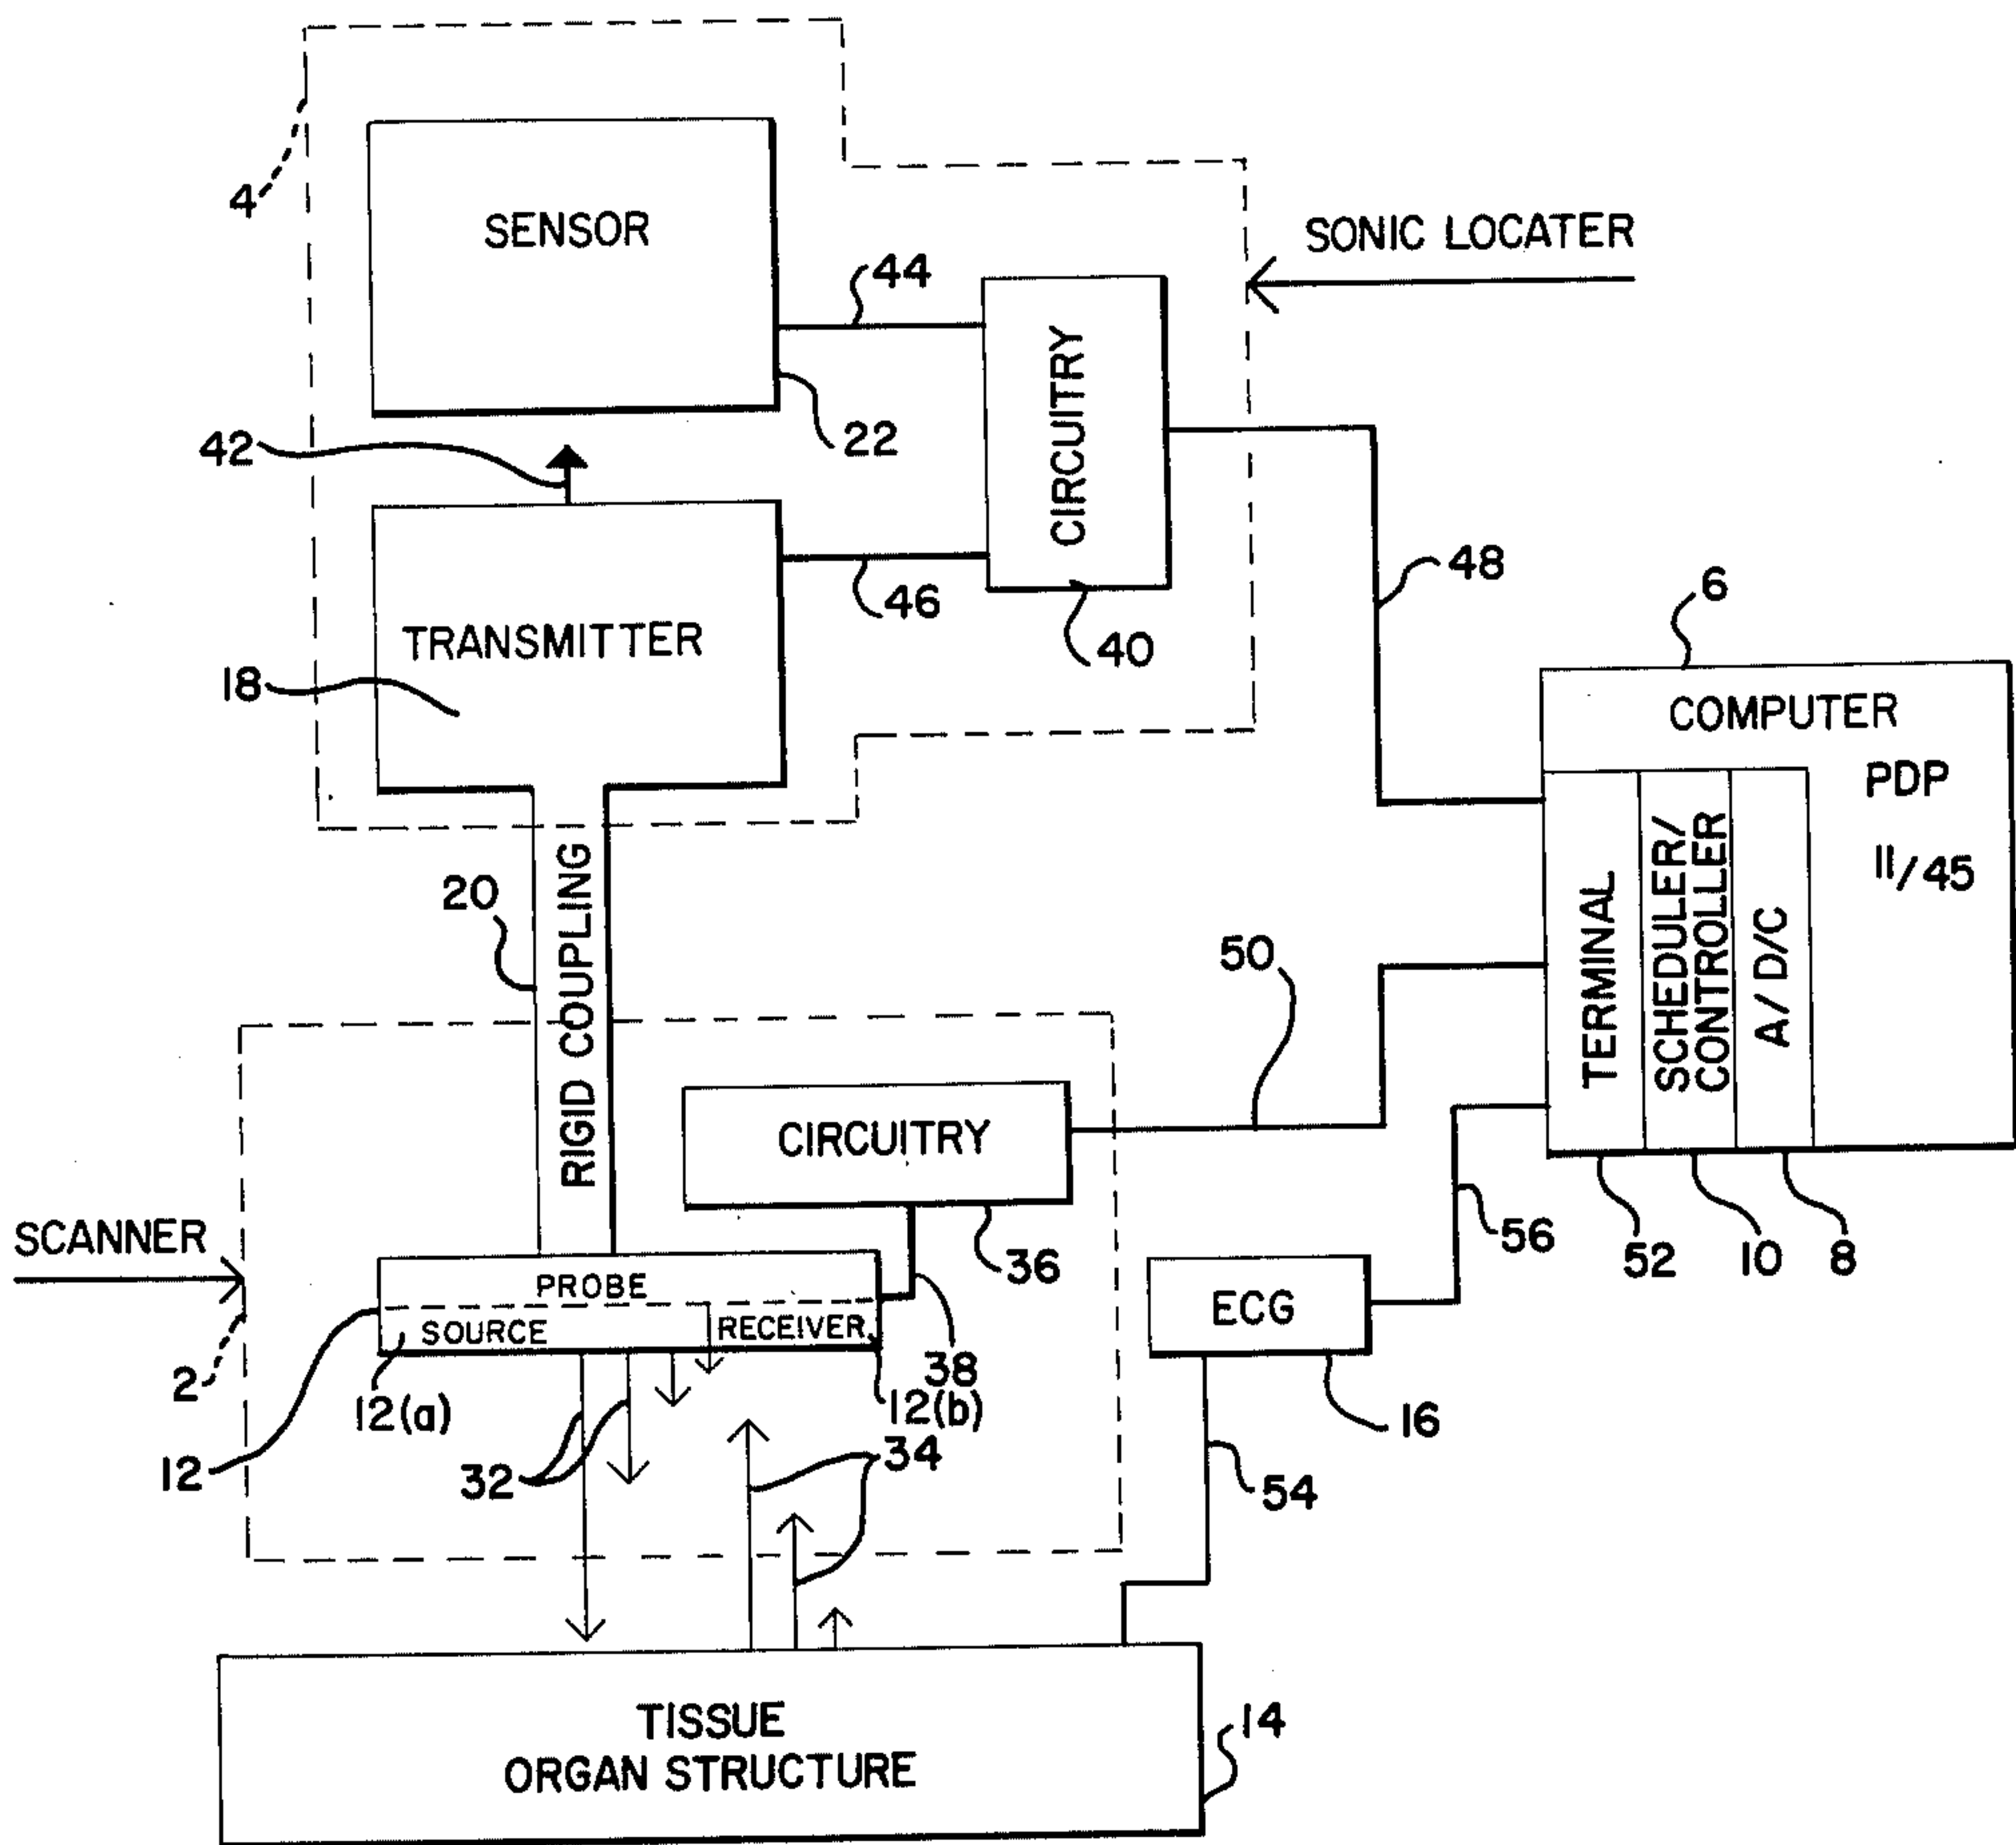 4
SENSOR
SONIC LOCATER
44
CIRCUITRY
22
42
48
46
6
TRANSMITTER
40
18
COMPUTER
PDP
11/45
20
RIGID COUPLING
TERMINAL
SCHEDULER/
CONTROLLER
A/D/C
50
CIRCUITRY
SCANNER
36
56
52
10
8
PROBE
ECG
SOURCE
RECEIVER
2
38
12(a)
12(b)
16
12
32
34
54
TISSUE
ORGAN STRUCTURE
14